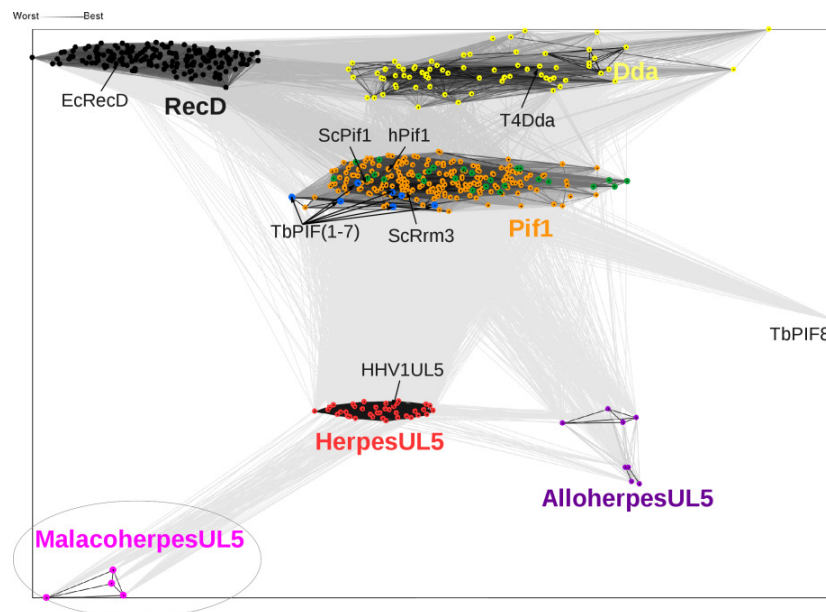 Worst Best
Dda
EcRecD
RecD
T4Dda
ScPif1 hPif1
Pif1
TbPIF(1-7)
ScRrm3
TbPIF8
HHV1UL5
HerpesUL5
AlloherpesUL5
MalacoherpesUL5